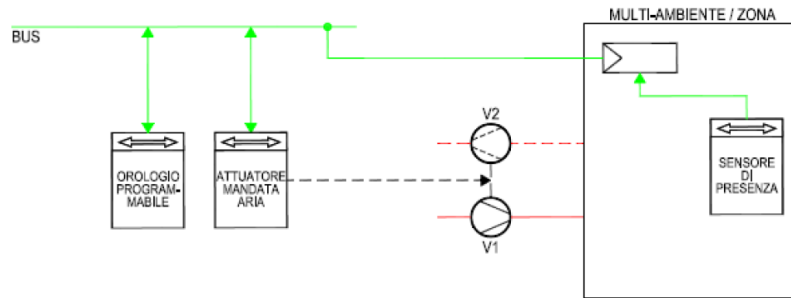 MULTI-AMBIENTE / ZONA
BUS
V2
OROLOGIO
PROGRAM-
MABILE
ATTUATORE
MANDATA
ARIA
SENSORE
DI
PRESENZA
V1